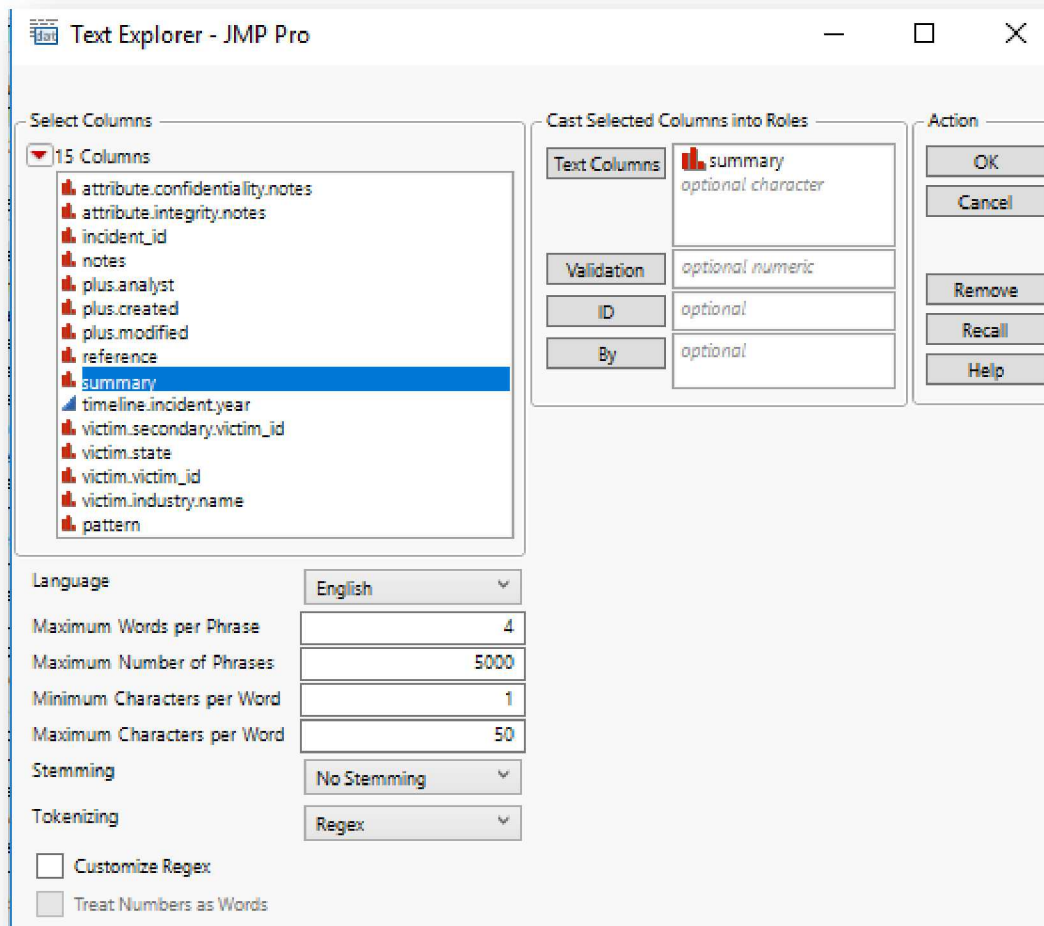 Text Explorer - JMP Pro
Select Columns
15 Columns
attribute.confidentiality.notes
attribute.integrity.notes
incident_id
notes
plus.analyst
plus.created
plus.modified
reference
summary
timeline.incident.year
victim.secondary.victim_id
victim.state
victim.victim_id
victim.industry.name
pattern
Cast Selected Columns into Roles
Text Columns summary
optional character
Validation optional numeric
ID optional
By optional
Action
OK
Cancel
Remove
Recall
Help
Language English
Maximum Words per Phrase 4
Maximum Number of Phrases 5000
Minimum Characters per Word 1
Maximum Characters per Word 50
Stemming No Stemming
Tokenizing Regex
Customize Regex
Treat Numbers as Words